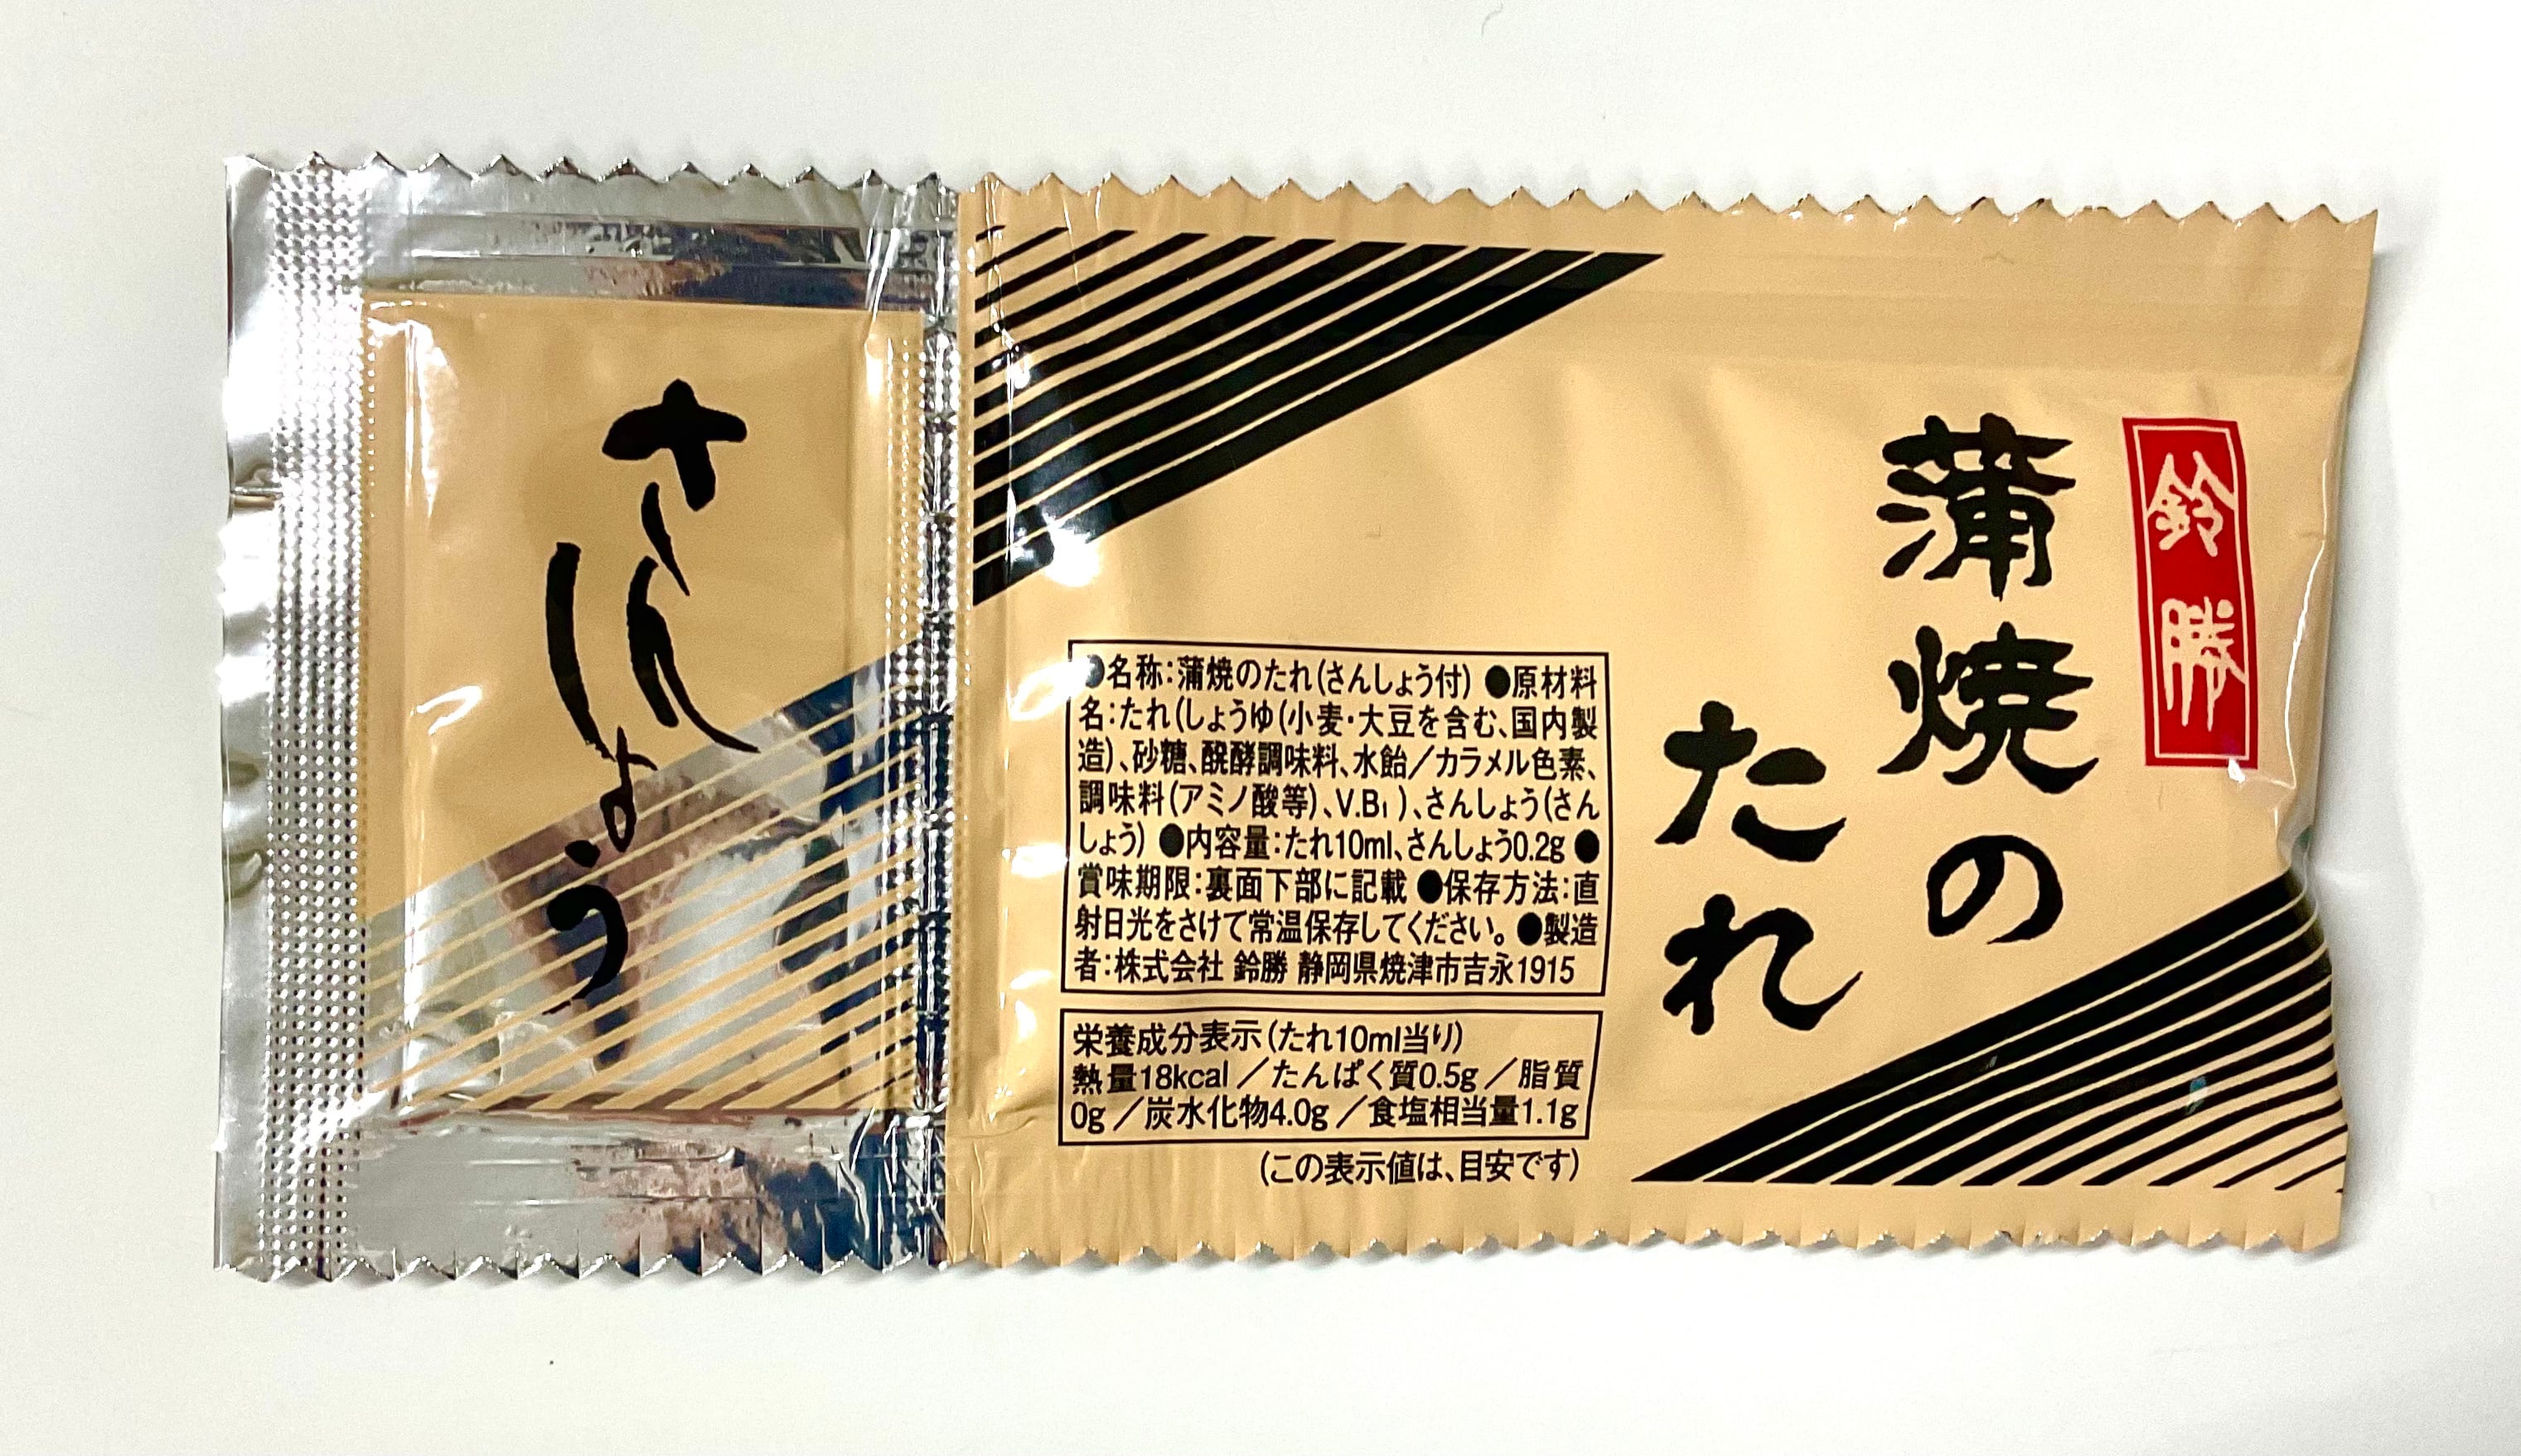 鈴勝
蒲焼の
たれ
●名称：蒲焼のたれ(さんしょう付) ●原材料
名：たれ(しょうゆ(小麦・大豆を含む、国内製
造)、砂糖、醗酵調味料、水飴／カラメル色素、
調味料(アミノ酸等)、V.B₁)、さんしょう(さん
しょう) ●内容量：たれ10ml、さんしょう0.2g ●
賞味期限：裏面下部に記載 ●保存方法：直
射日光をさけて常温保存してください。●製造
者：株式会社 鈴勝 静岡県焼津市吉永1915
栄養成分表示(たれ10ml当り)
熱量18kcal／たんぱく質0.5g／脂質
0g／炭水化物4.0g／食塩相当量1.1g
(この表示値は、目安です)
さん
しょう